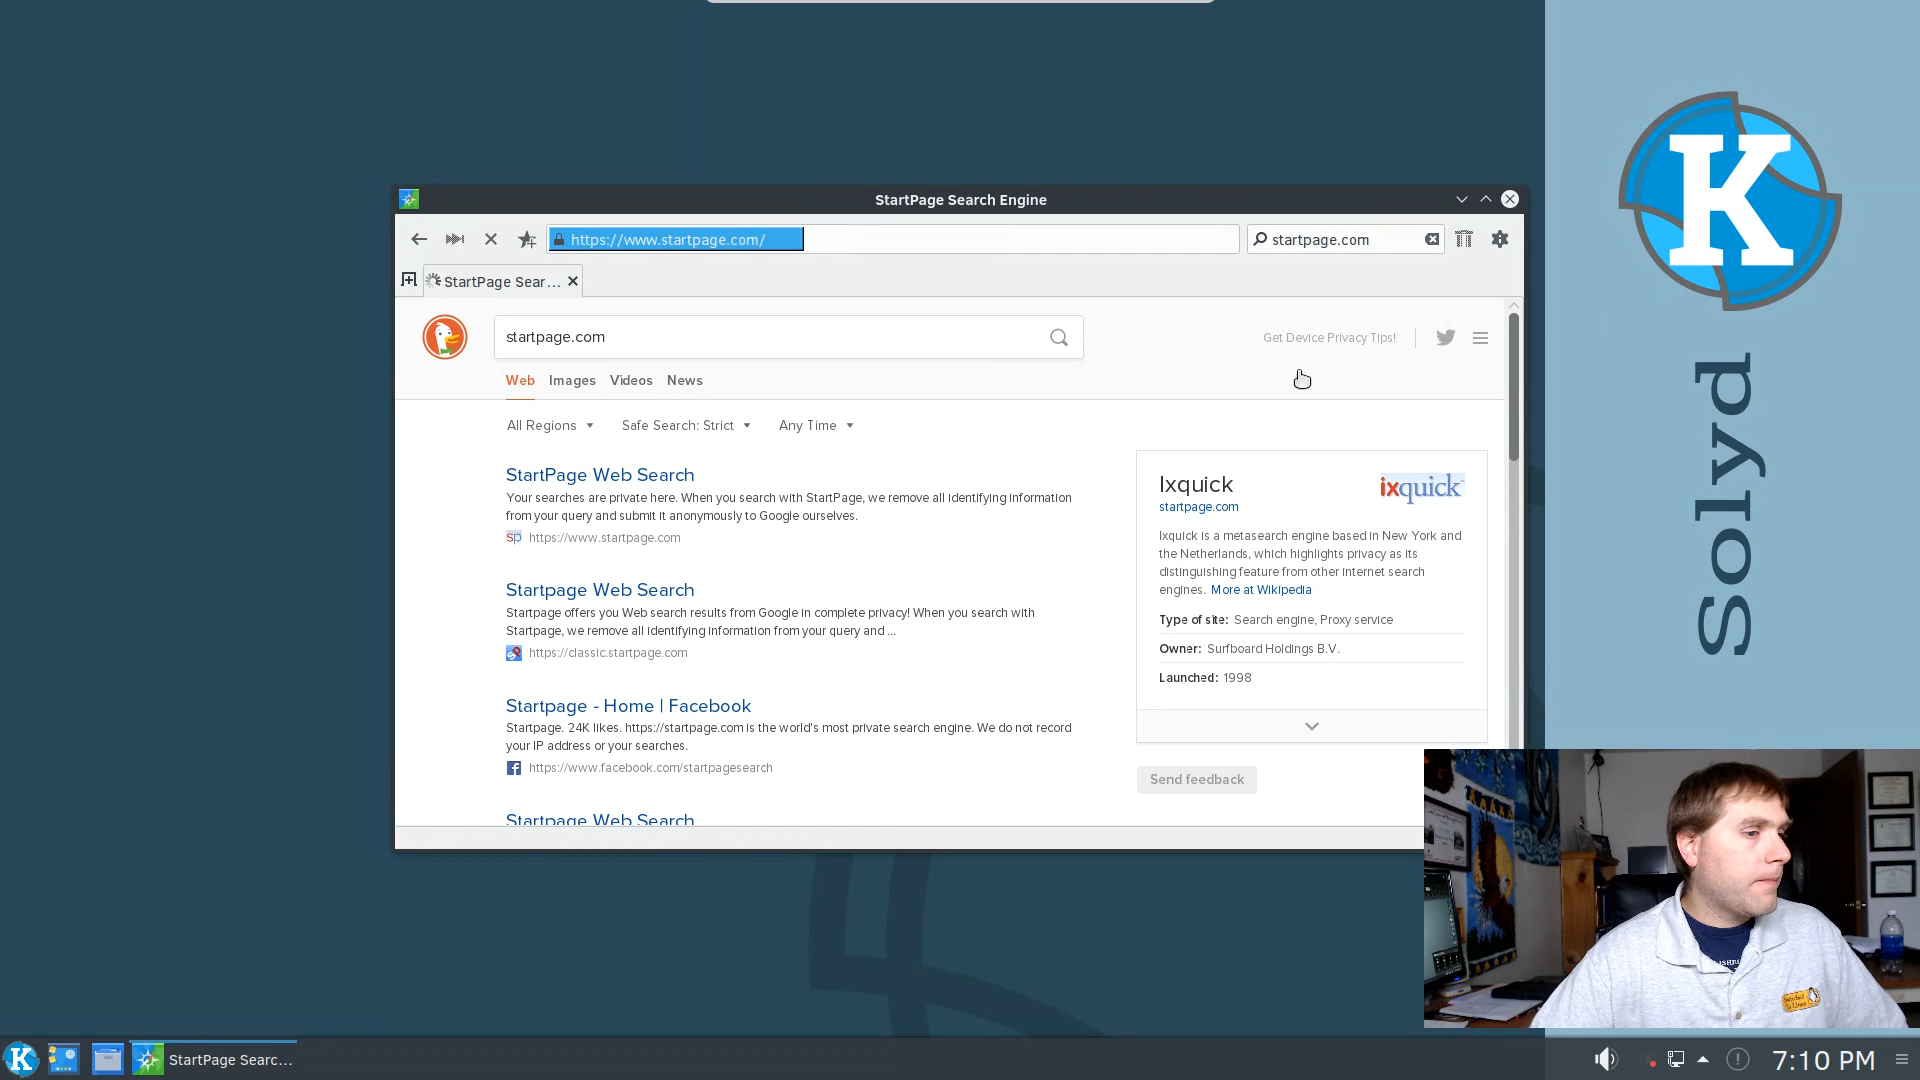 StartPage Search Engine
https://www.startpage.com/
startpage.com
StartPage Sear...
startpage.com
Get Device Privacy Tips!
Web Images Videos News
All Regions
Safe Search: Strict
Any Time
StartPage Web Search
Your searches are private here. When you search with StartPage, we remove all identifying information
from your query and submit it anonymously to Google ourselves.
sp https://www.startpage.com
Startpage Web Search
Startpage offers you Web search results from Google in complete privacy! When you search with
Startpage, we remove all identifying information from your query and ...
https://classic.startpage.com
Startpage - Home | Facebook
Startpage. 24K likes. https://startpage.com is the world's most private search engine. We do not record
your IP address or your searches.
https://www.facebook.com/startpagesearch
Startpage Web Search
Ixquick
ixquick
startpage.com
Ixquick is a metasearch engine based in New York and
the Netherlands, which highlights privacy as its
distinguishing feature from other internet search
engines. More at Wikipedia
Type of site: Search engine, Proxy service
Owner: Surfboard Holdings B.V.
Launched: 1998
Send feedback
K
Solyd
Switched
To Linux
K
StartPage Searc...
7:10 PM